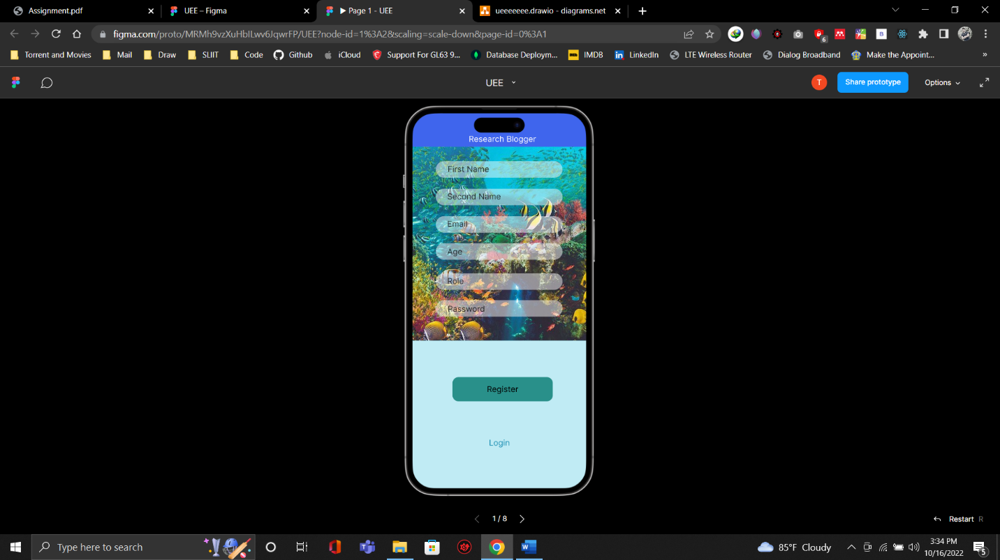 Assignment.pdf
UEE – Figma
▶ Page 1 - UEE
ueeeeeee.drawio - diagrams.net
figma.com/proto/MRMh9vzXuHbILwv6JqwrFP/UEE?node-id=1%3A2&scaling=scale-down&page-id=0%3A1
6
B
Torrent and Movies
Mail
Draw
SLIIT
Code
Github
iCloud
Support For GL63 9...
Database Deploym...
IMDB
LinkedIn
LTE Wireless Router
Dialog Broadband
Make the Appoint...
»
UEE
T
Share prototype
Options
Research Blogger
First Name
Second Name
Email
Age
Role
Password
Register
Login
1 / 8
Restart R
Type here to search
85°F Cloudy
3:34 PM
10/16/2022
5